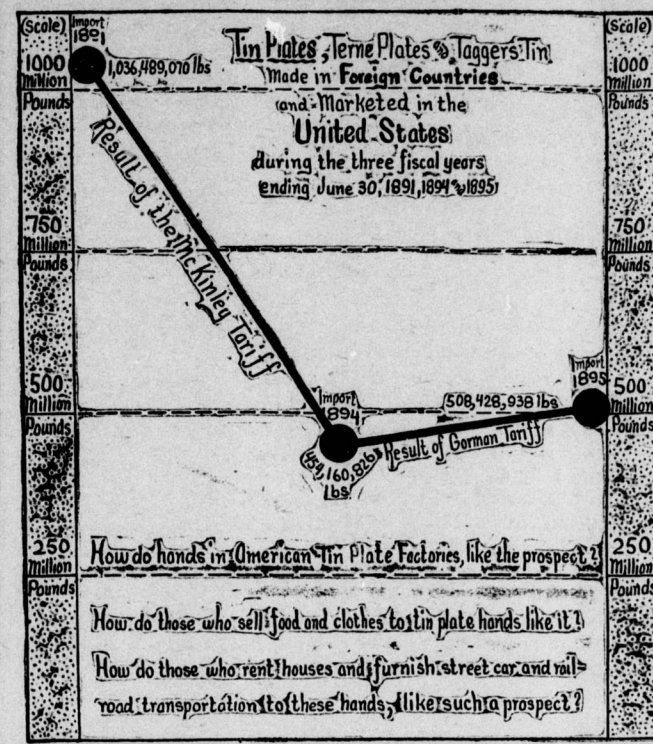 (Scale)
1000
Million
Pounds
750
Million
Pounds
500
Million
Pounds
250
Million
Pounds
Import
1891
1,036,489,070 lbs
Tin Plates, Terne Plates & Taggers Tin
Made in Foreign Countries
and Marketed in the
United States
during the three fiscal years
ending June 30, 1891, 1894 & 1895
Result of the McKinley Tariff
Import
1894
454,160,826
lbs
508,428,938 lbs
Result of Gorman Tariff
Import
1895
(Scale)
1000
Million
Pounds
750
Million
Pounds
500
Million
Pounds
250
Million
Pounds
How do hands in American Tin Plate Factories, like the prospect?
How do those who sell food and clothes to tin plate hands like it?
How do those who rent houses and furnish street car and rail=
road transportation to these hands, like such a prospect?